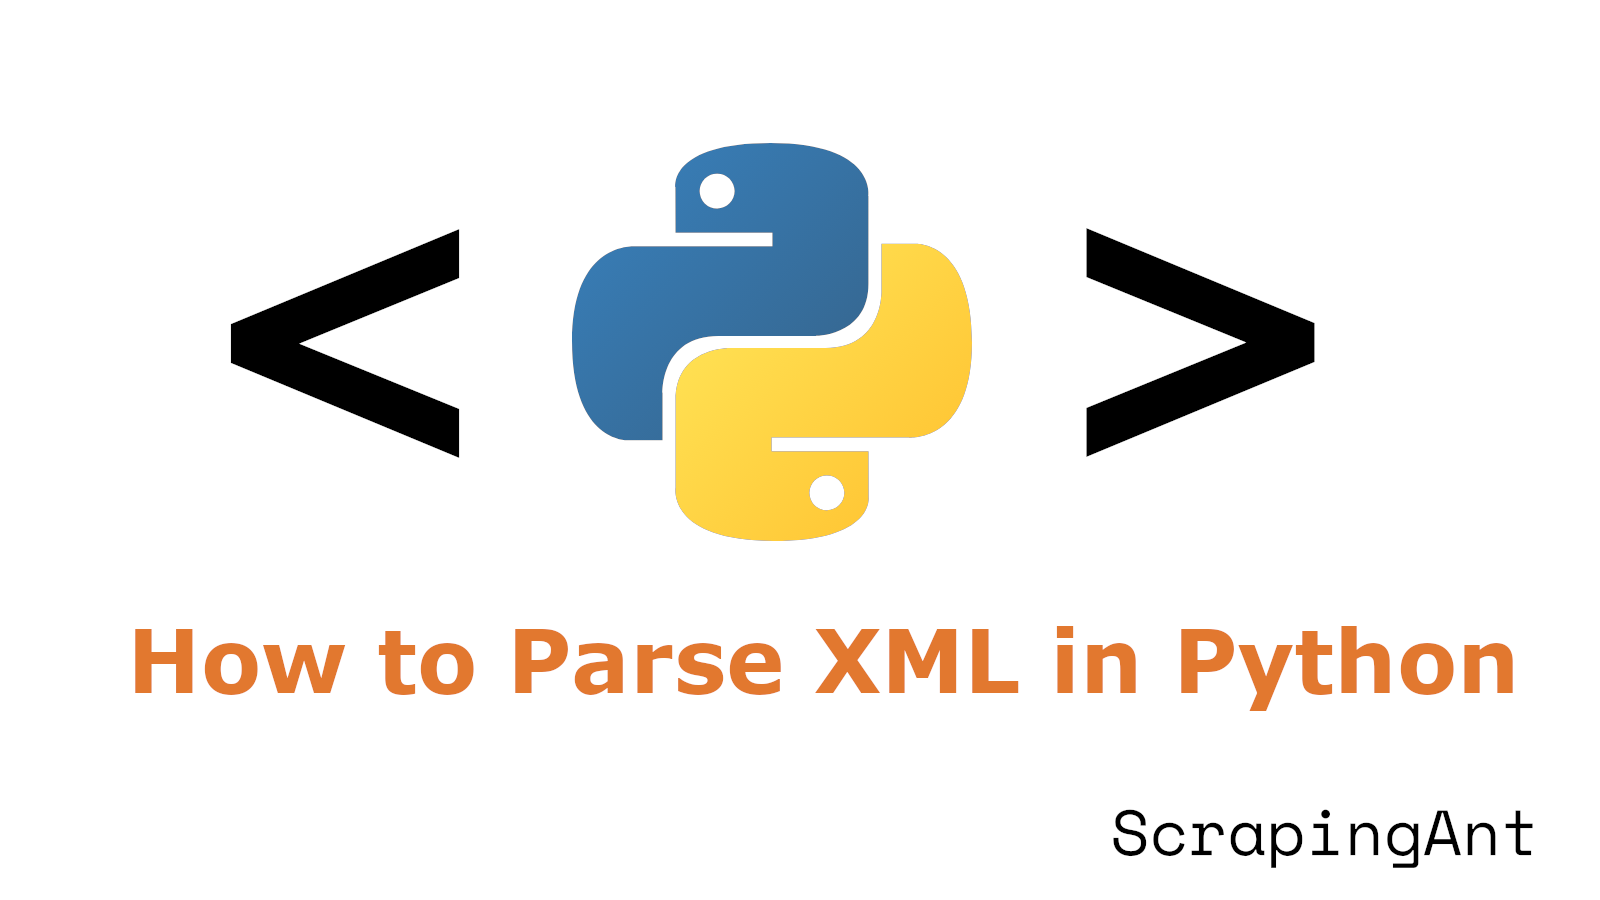 < >
How to Parse XML in Python
ScrapingAnt